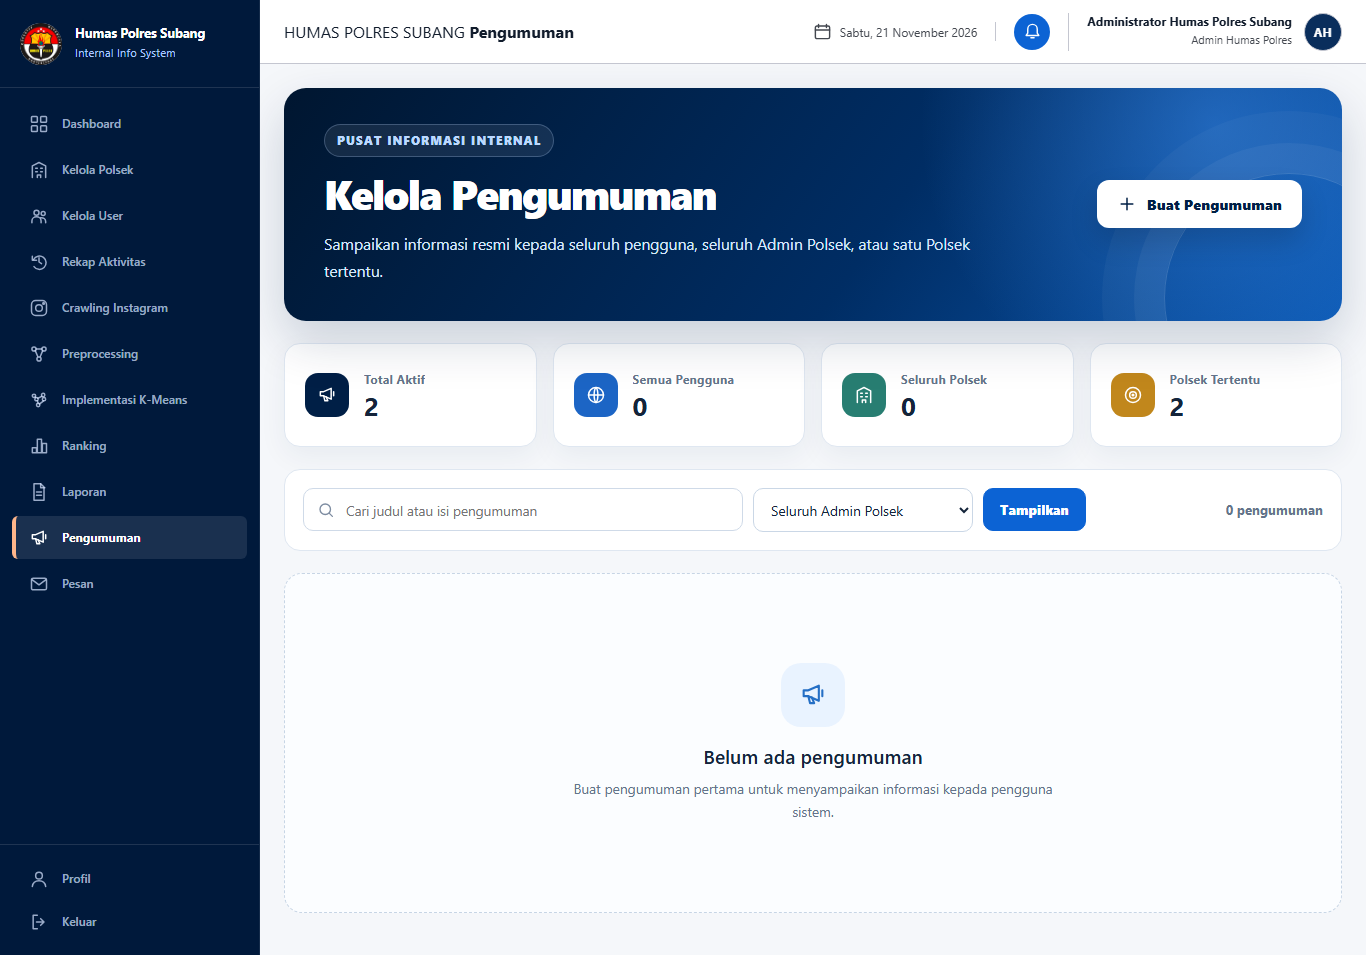 Humas Polres Subang
Internal Info System
Dashboard
Kelola Polsek
Kelola User
Rekap Aktivitas
Crawling Instagram
Preprocessing
Implementasi K-Means
Ranking
Laporan
Pengumuman
Pesan
Profil
Keluar
HUMAS POLRES SUBANG Pengumuman
Sabtu, 21 November 2026
Administrator Humas Polres Subang
Admin Humas Polres
AH
PUSAT INFORMASI INTERNAL
Kelola Pengumuman
Sampaikan informasi resmi kepada seluruh pengguna, seluruh Admin Polsek, atau satu Polsek
tertentu.
Buat Pengumuman
Total Aktif
2
Semua Pengguna
0
Seluruh Polsek
0
Polsek Tertentu
2
Cari judul atau isi pengumuman
Seluruh Admin Polsek
Tampilkan
0 pengumuman
Belum ada pengumuman
Buat pengumuman pertama untuk menyampaikan informasi kepada pengguna
sistem.